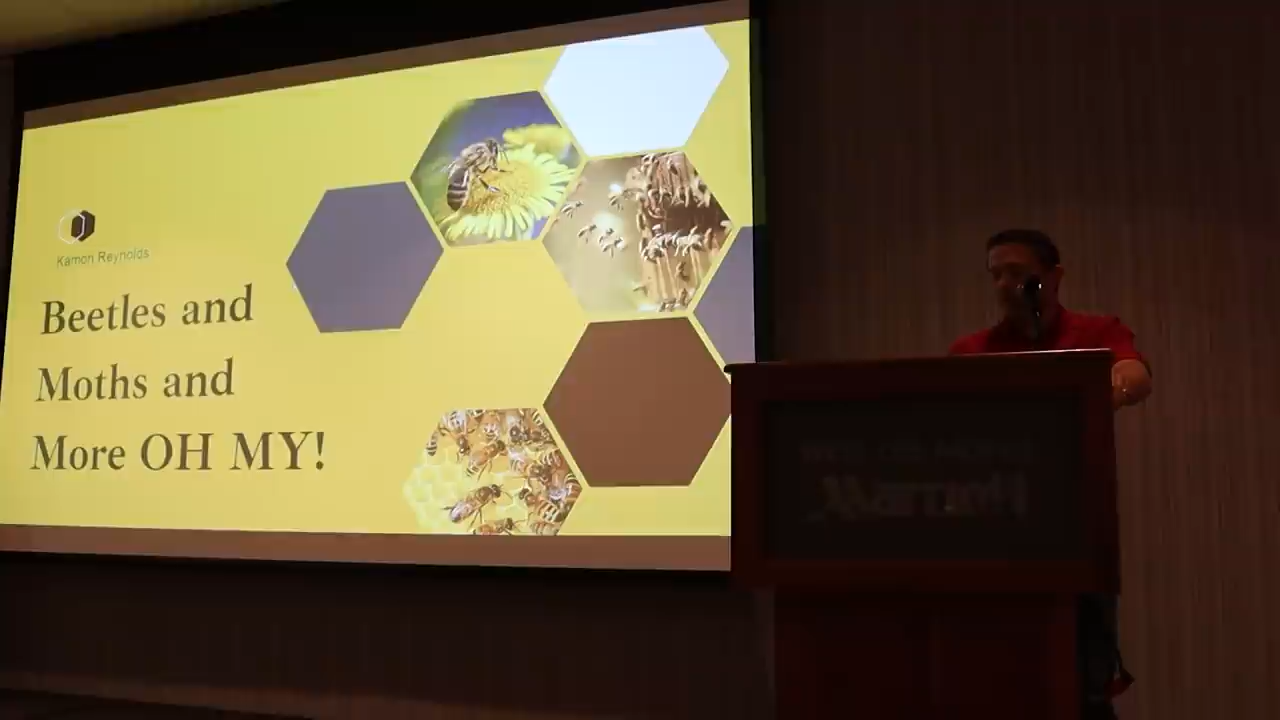 Kamon Reynolds
Beetles and
Moths and
More OH MY!
Marriott